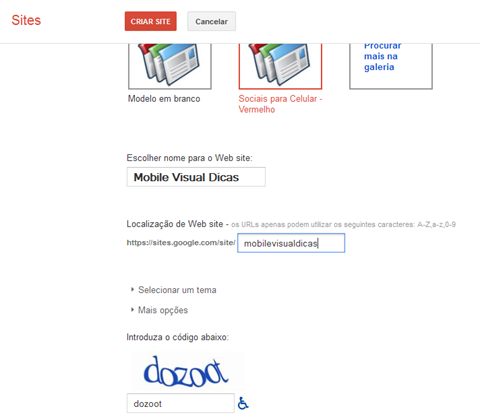 Sites
CRIAR SITE
Cancelar
Modelo em branco
Sociais para Celular -
Vermelho
Procurar
mais na
galeria
Escolher nome para o Web site:
Mobile Visual Dicas
Localização de Web site - os URLs apenas podem utilizar os seguintes caracteres: A-Z,a-z,0-9
https://sites.google.com/site/ mobilevisualdicas
Selecionar um tema
Mais opções
Introduza o código abaixo:
dozoot
dozoot